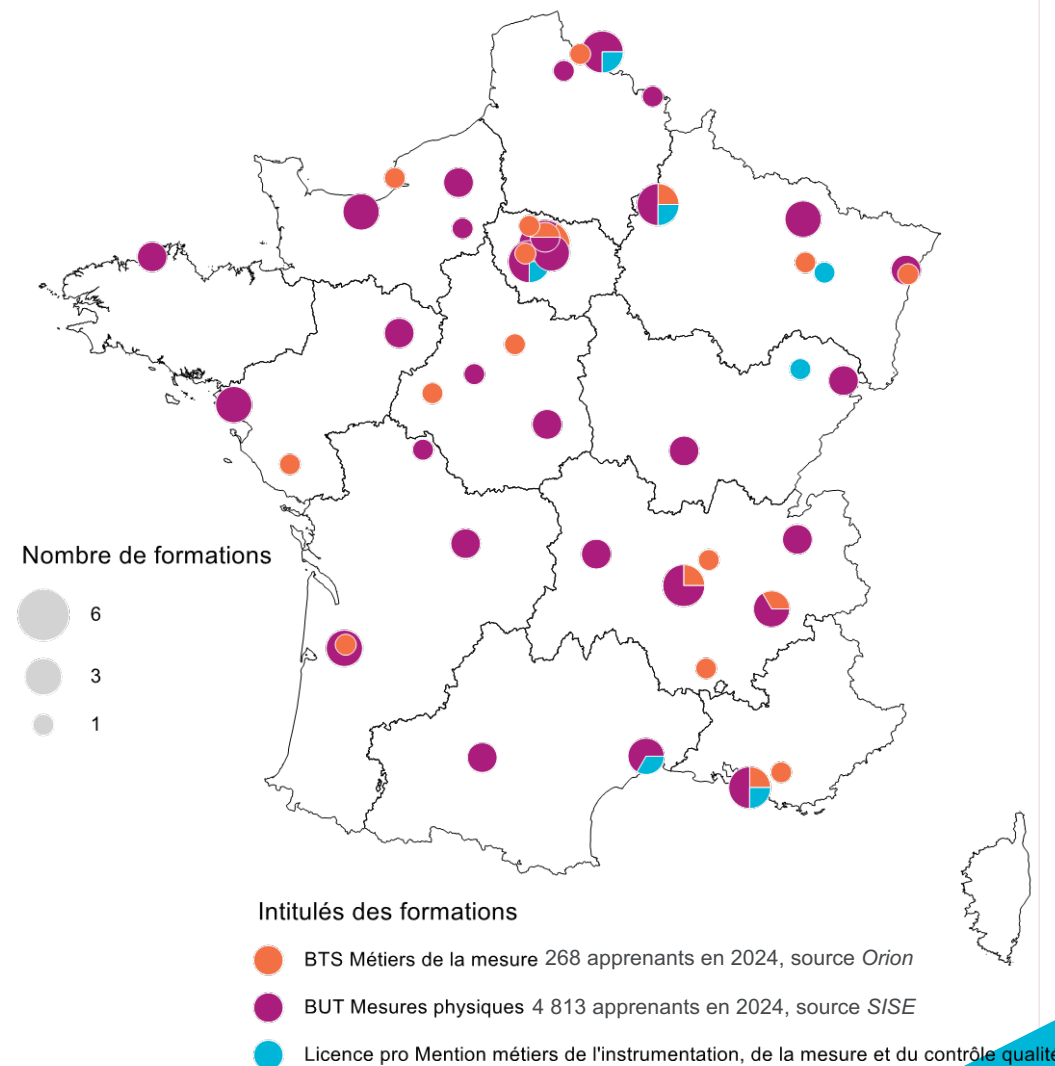 Nombre de formations
6
3
1
Intitulés des formations
BTS Métiers de la mesure 268 apprenants en 2024, source Orion
BUT Mesures physiques 4 813 apprenants en 2024, source SISE
Licence pro Mention métiers de l'instrumentation, de la mesure et du contrôle qualité